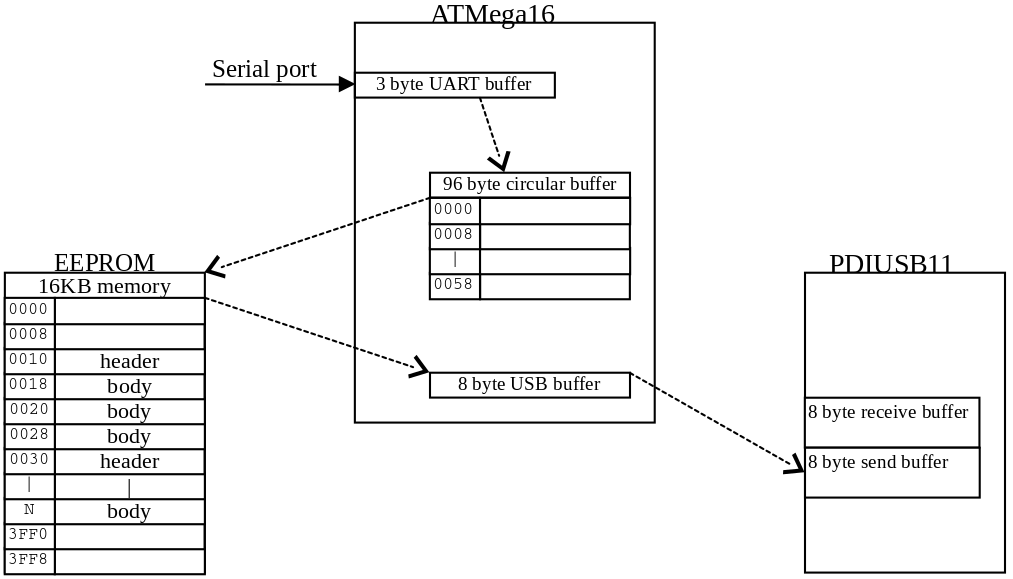 ATMega16
Serial port
3 byte UART buffer
96 byte circular buffer
0000
0008
|
0058
8 byte USB buffer
EEPROM
16KB memory
0000
0008
0010 header
0018 body
0020 body
0028 body
0030 header
| |
N body
3FF0
3FF8
PDIUSB11
8 byte receive buffer
8 byte send buffer